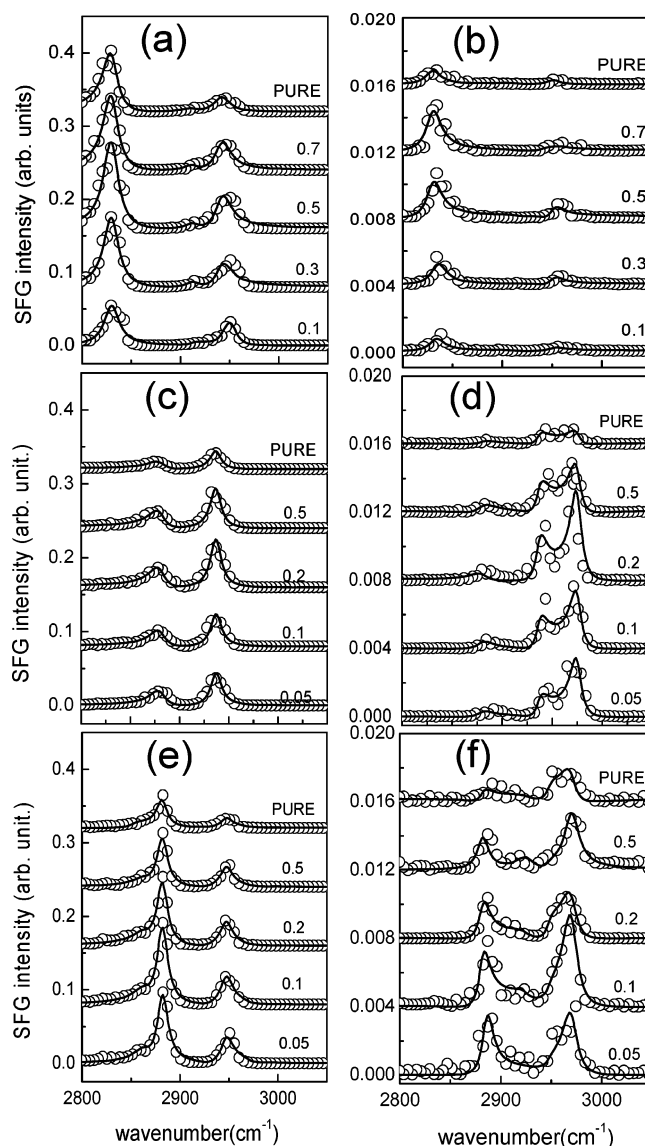 (a)
(b)
SFG intensity (arb. units)
0.4
0.3
0.2
0.1
0.0
PURE
0.7
0.5
0.3
0.1
0.020
0.016
0.012
0.008
0.004
0.000
PURE
0.7
0.5
0.3
0.1
2800 2900 3000
2800 2900 3000
(c)
(d)
SFG intensity (arb. unit.)
0.4
0.3
0.2
0.1
0.0
PURE
0.5
0.2
0.1
0.05
0.020
0.016
0.012
0.008
0.004
0.000
PURE
0.5
0.2
0.1
0.05
(e)
(f)
SFG intensity (arb. unit.)
0.4
0.3
0.2
0.1
0.0
PURE
0.5
0.2
0.1
0.05
0.020
0.016
0.012
0.008
0.004
0.000
PURE
0.5
0.2
0.1
0.05
2800 2900 3000
2800 2900 3000
wavenumber(cm⁻¹)
wavenumber(cm⁻¹)